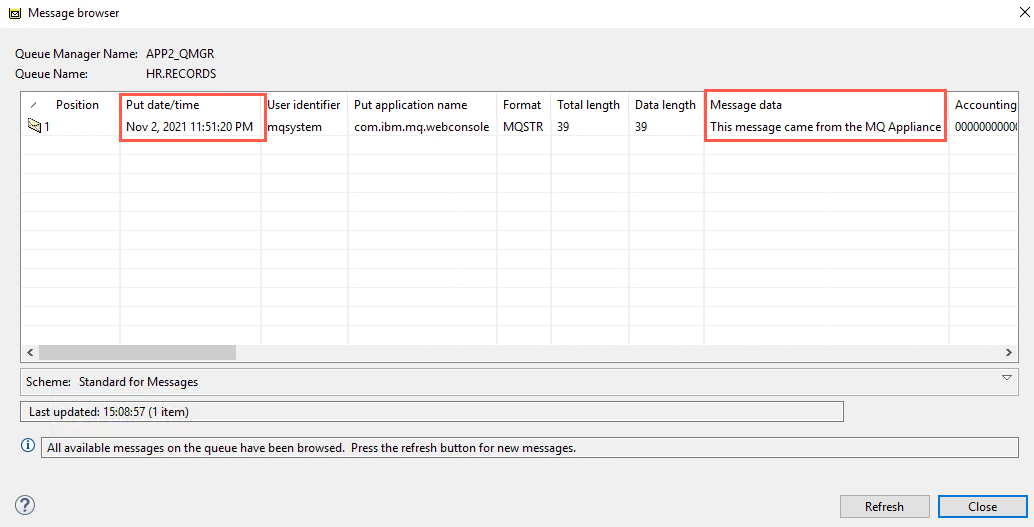 Message browser
Queue Manager Name: APP2_QMGR
Queue Name: HR.RECORDS
Position Put date/time User identifier Put application name Format Total length Data length Message data Accounting
1 Nov 2, 2021 11:51:20 PM mqsystem com.ibm.mq.webconsole MQSTR 39 39 This message came from the MQ Appliance 000000000000
Scheme: Standard for Messages
Last updated: 15:08:57 (1 item)
All available messages on the queue have been browsed. Press the refresh button for new messages.
Refresh Close